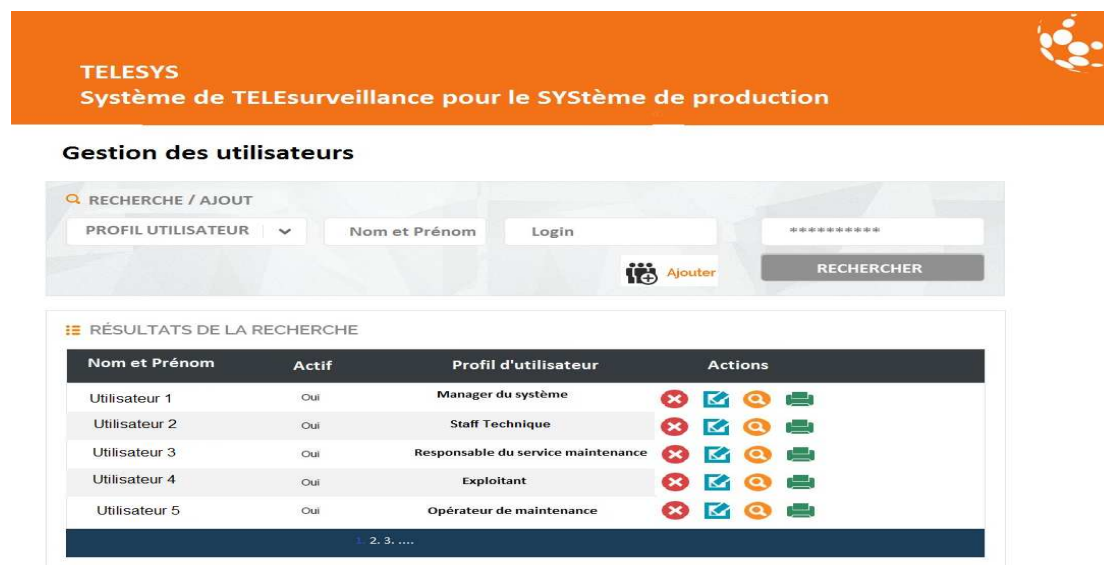 TELESYS
Système de TELEsurveillance pour le SYStème de production
Gestion des utilisateurs
RECHERCHE / AJOUT
PROFIL UTILISATEUR Nom et Prénom Login **********
Ajouter RECHERCHER
RÉSULTATS DE LA RECHERCHE
Nom et Prénom Actif Profil d'utilisateur Actions
Utilisateur 1 Oui Manager du système
Utilisateur 2 Oui Staff Technique
Utilisateur 3 Oui Responsable du service maintenance
Utilisateur 4 Oui Exploitant
Utilisateur 5 Oui Opérateur de maintenance
1. 2. 3. ....